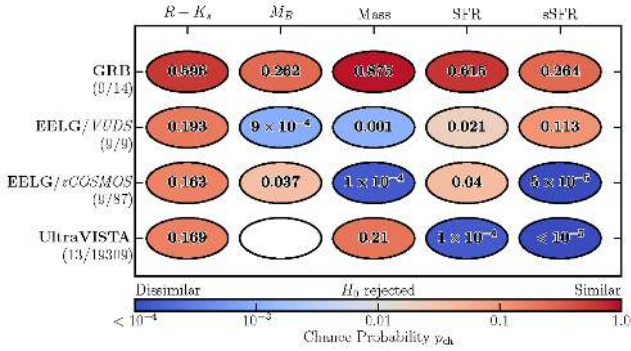 R − Kₛ M_B Mass SFR sSFR
GRB 0.596 0.262 0.875 0.615 0.264
(9/14)
EELG/VUDS 0.193 9 × 10⁻⁴ 0.001 0.021 0.113
(9/9)
EELG/zCOSMOS 0.163 0.037 1 × 10⁻⁴ 0.04 5 × 10⁻⁵
(9/87)
UltraVISTA 0.169 0.21 1 × 10⁻⁴ < 10⁻⁵
(13/19309)
Dissimilar H₀ rejected Similar
< 10⁻⁴ 10⁻³ 0.01 0.1 1.0
Chance Probability p_ch